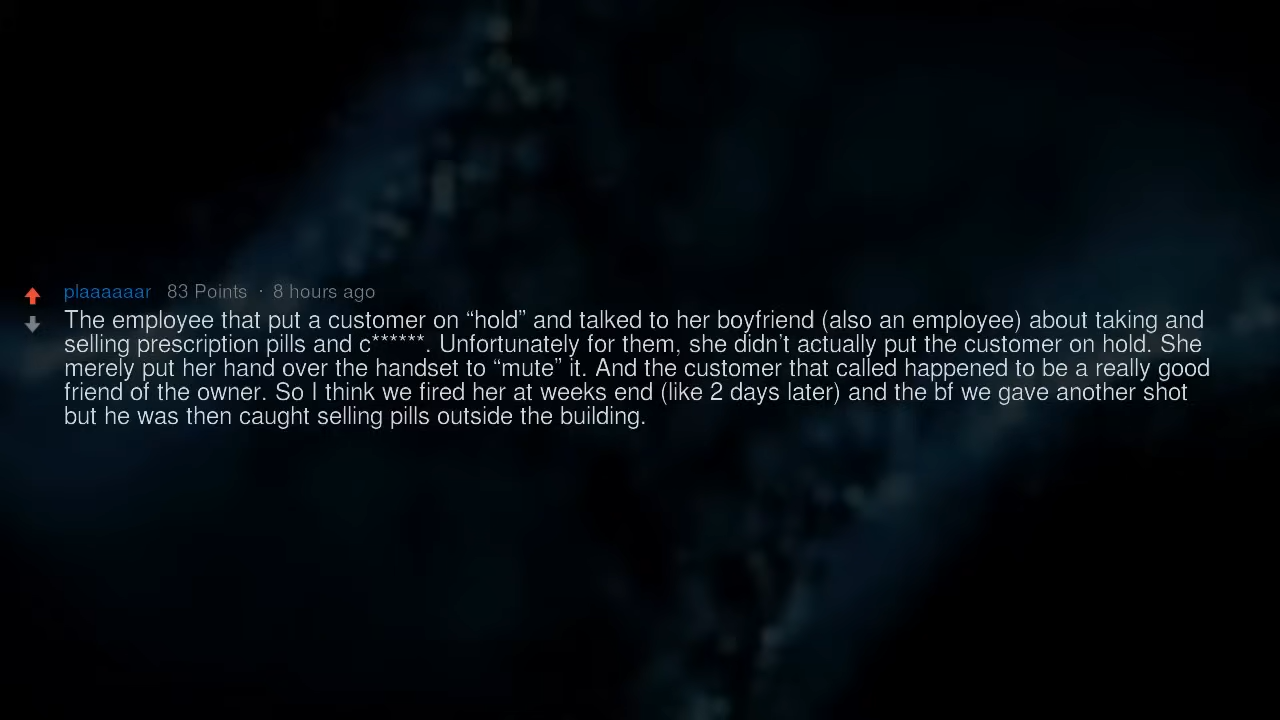 plaaaaaar 83 Points · 8 hours ago
The employee that put a customer on “hold” and talked to her boyfriend (also an employee) about taking and
selling prescription pills and c******. Unfortunately for them, she didn’t actually put the customer on hold. She
merely put her hand over the handset to “mute” it. And the customer that called happened to be a really good
friend of the owner. So I think we fired her at weeks end (like 2 days later) and the bf we gave another shot
but he was then caught selling pills outside the building.